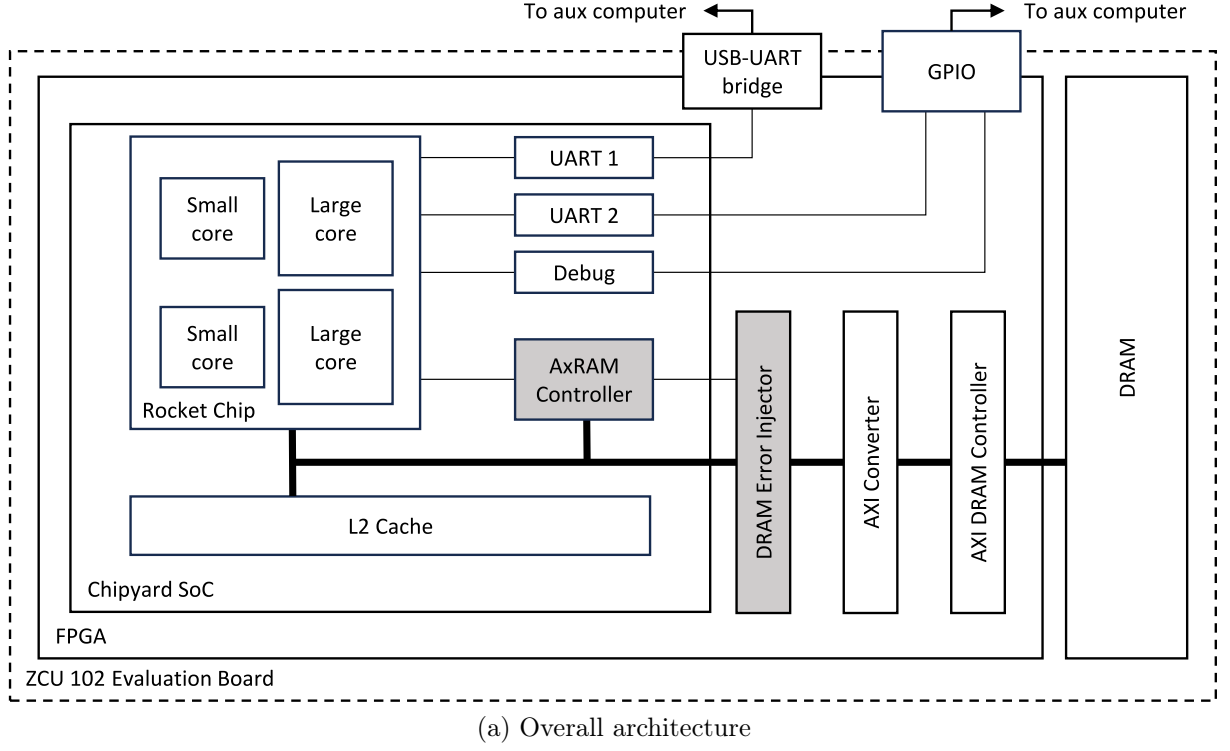 To aux computer
To aux computer
USB-UART
bridge
GPIO
UART 1
UART 2
Debug
Small
core
Large
core
Small
core
Large
core
Rocket Chip
AxRAM
Controller
L2 Cache
Chipyard SoC
DRAM Error Injector
AXI Converter
AXI DRAM Controller
DRAM
FPGA
ZCU 102 Evaluation Board
(a) Overall architecture